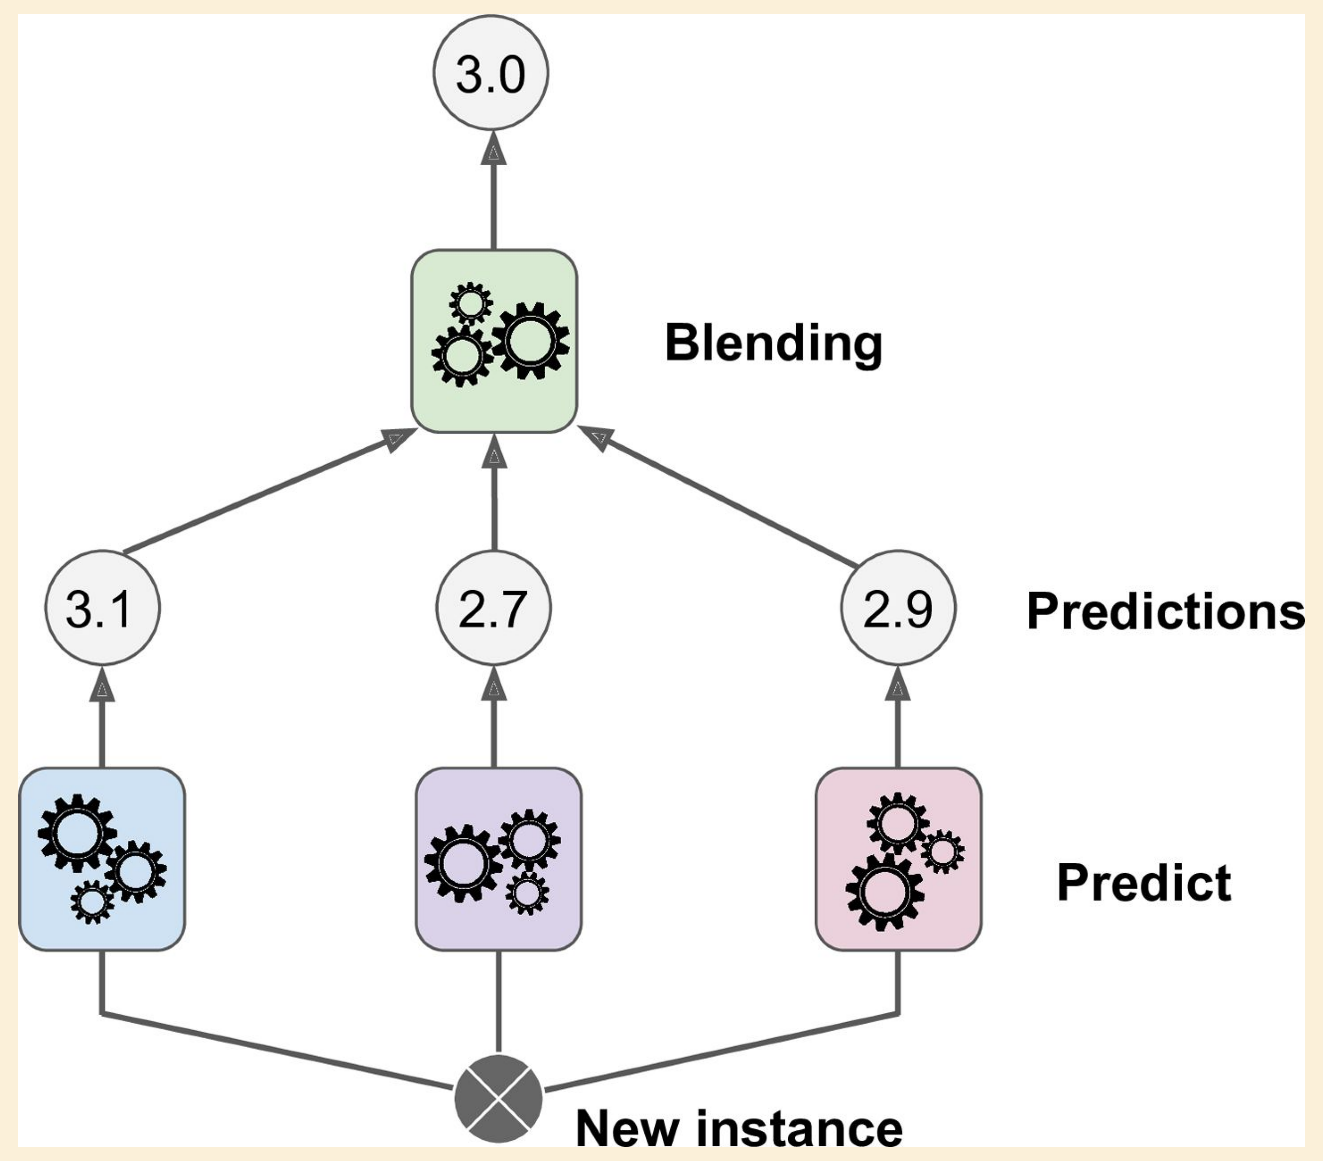 3.0
Blending
3.1
2.7
2.9
Predictions
Predict
New instance